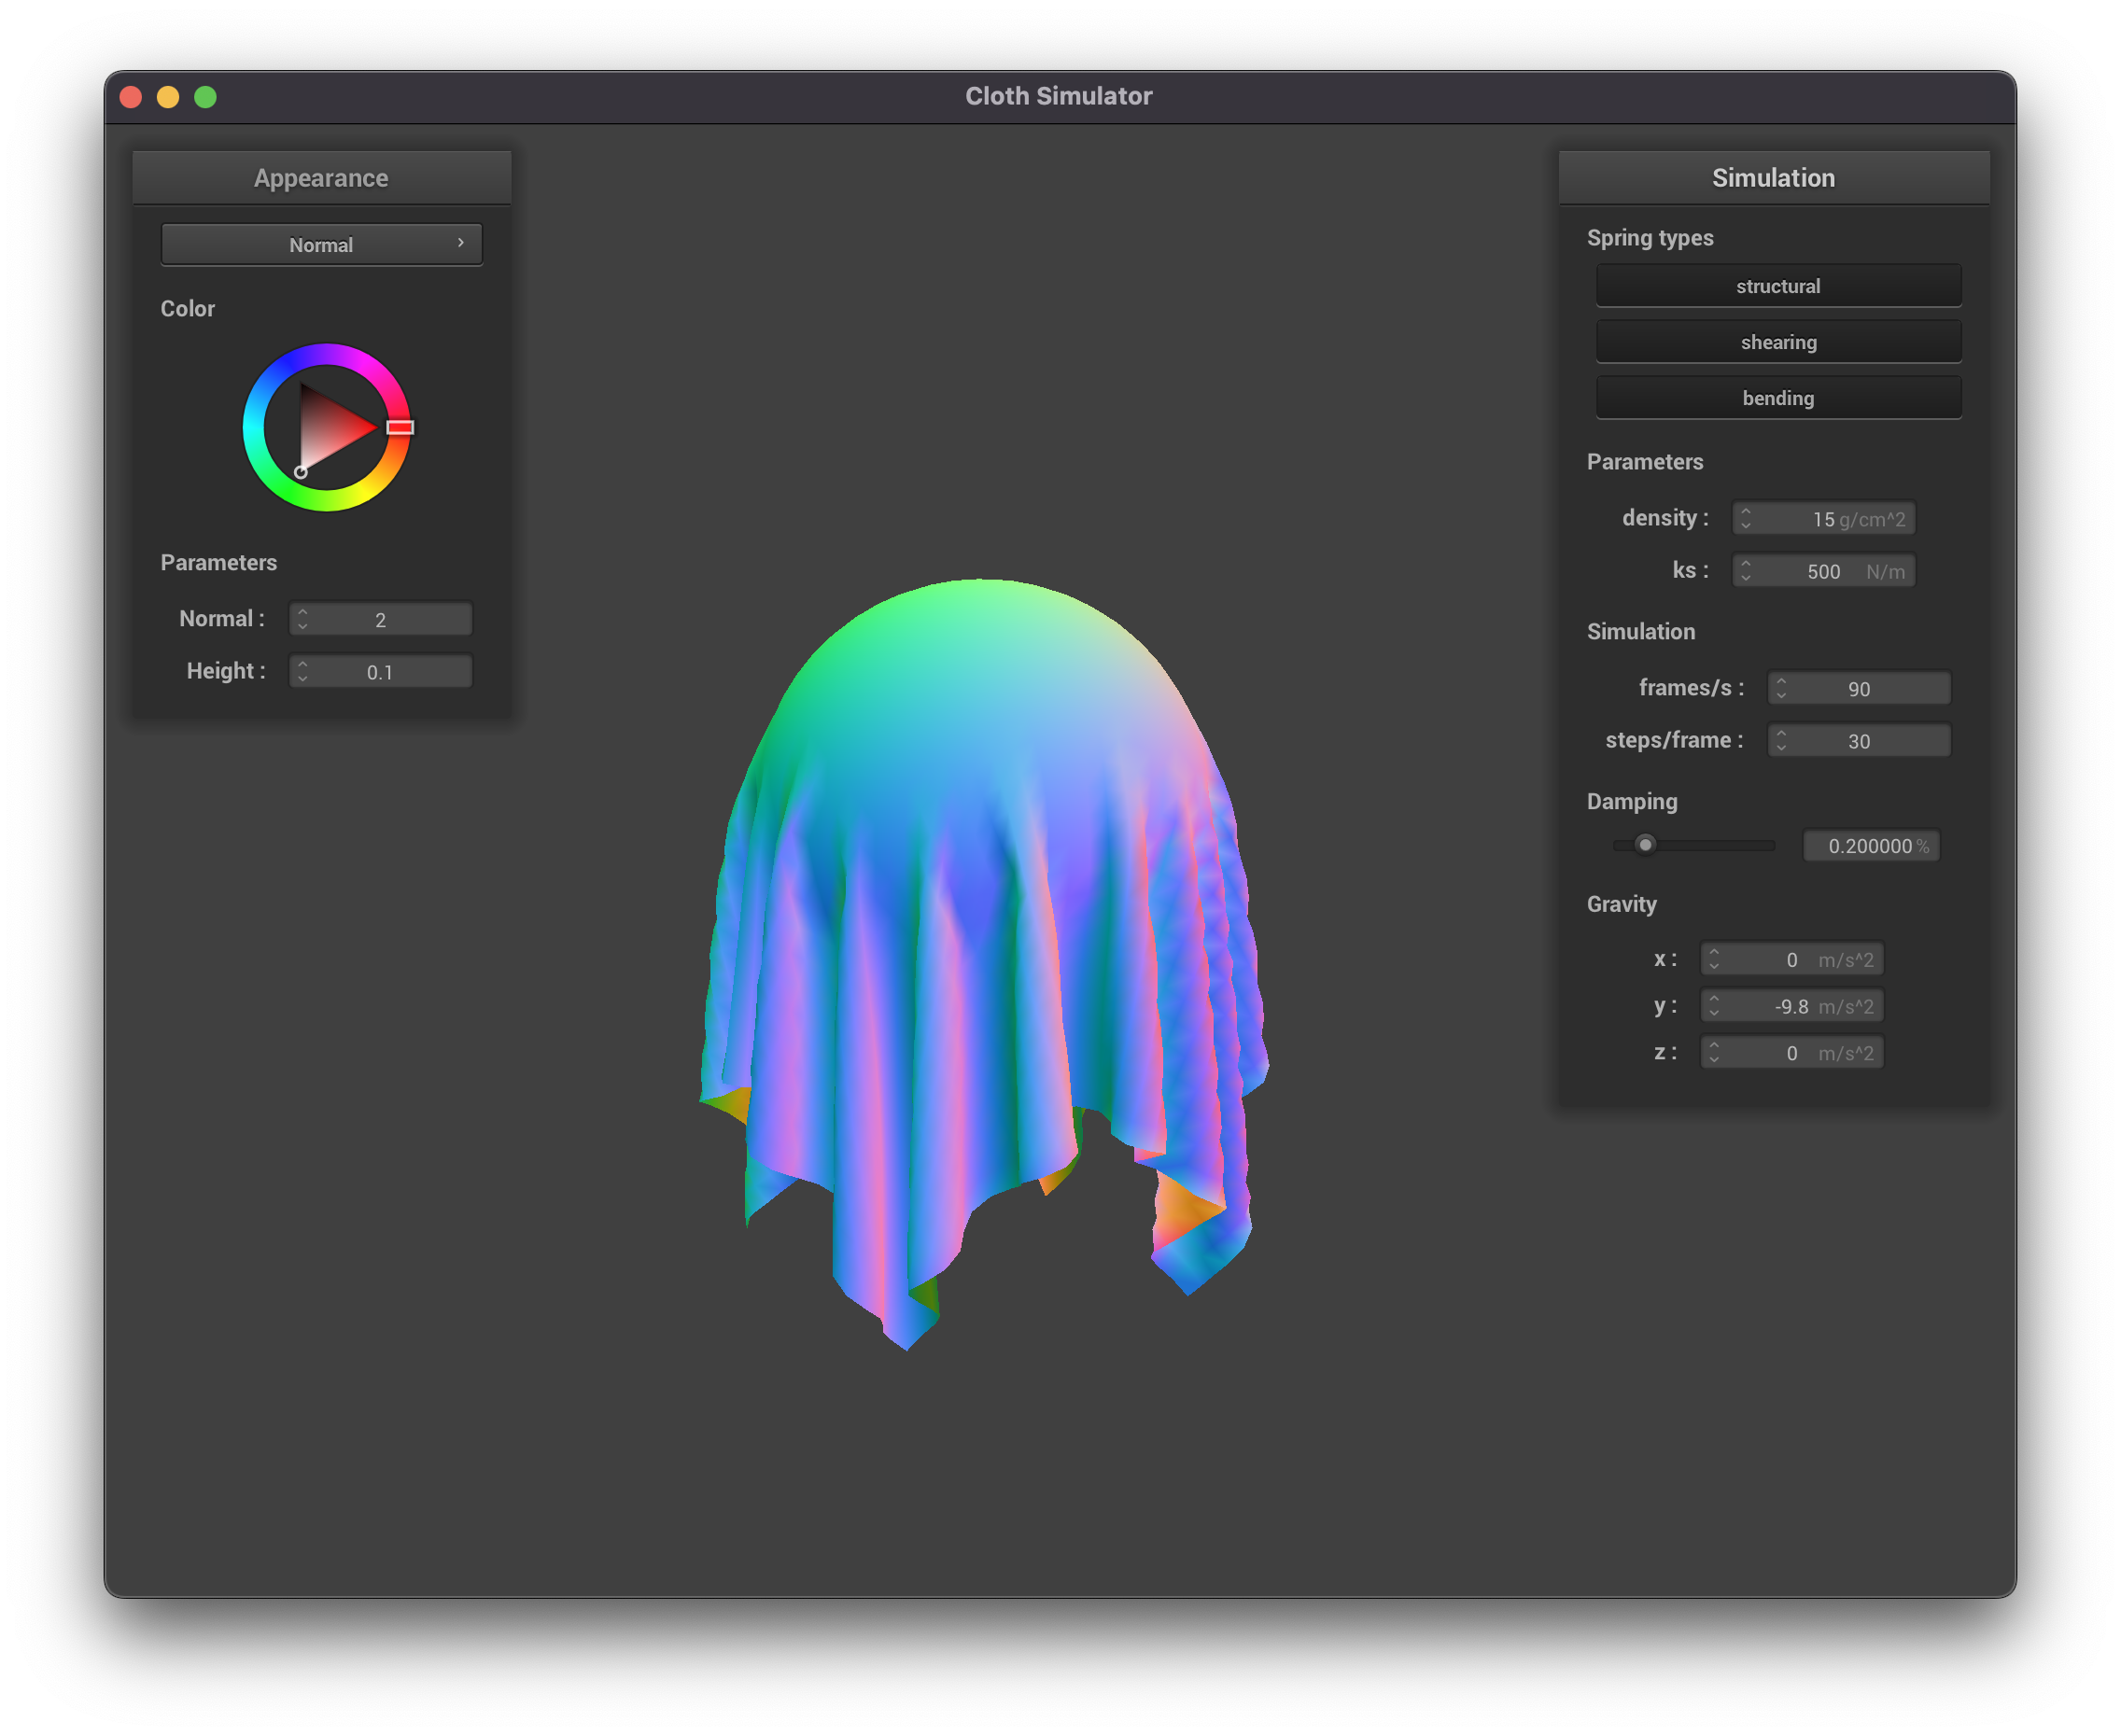 Cloth Simulator
Appearance
Normal
Color
Parameters
Normal : 2
Height : 0.1
Simulation
Spring types
structural
shearing
bending
Parameters
density : 15 g/cm^2
ks : 500 N/m
Simulation
frames/s : 90
steps/frame : 30
Damping
0.200000 %
Gravity
x : 0 m/s^2
y : -9.8 m/s^2
z : 0 m/s^2